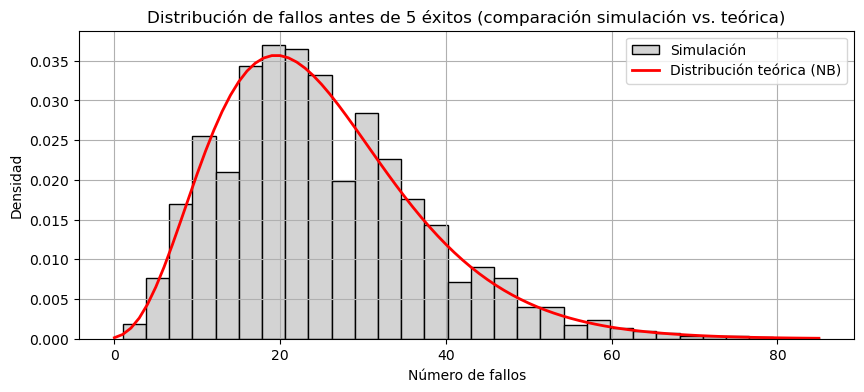 Distribución de fallos antes de 5 éxitos (comparación simulación vs. teórica)
Simulación
Distribución teórica (NB)
Densidad
0.035
0.030
0.025
0.020
0.015
0.010
0.005
0.000
0 20 40 60 80
Número de fallos